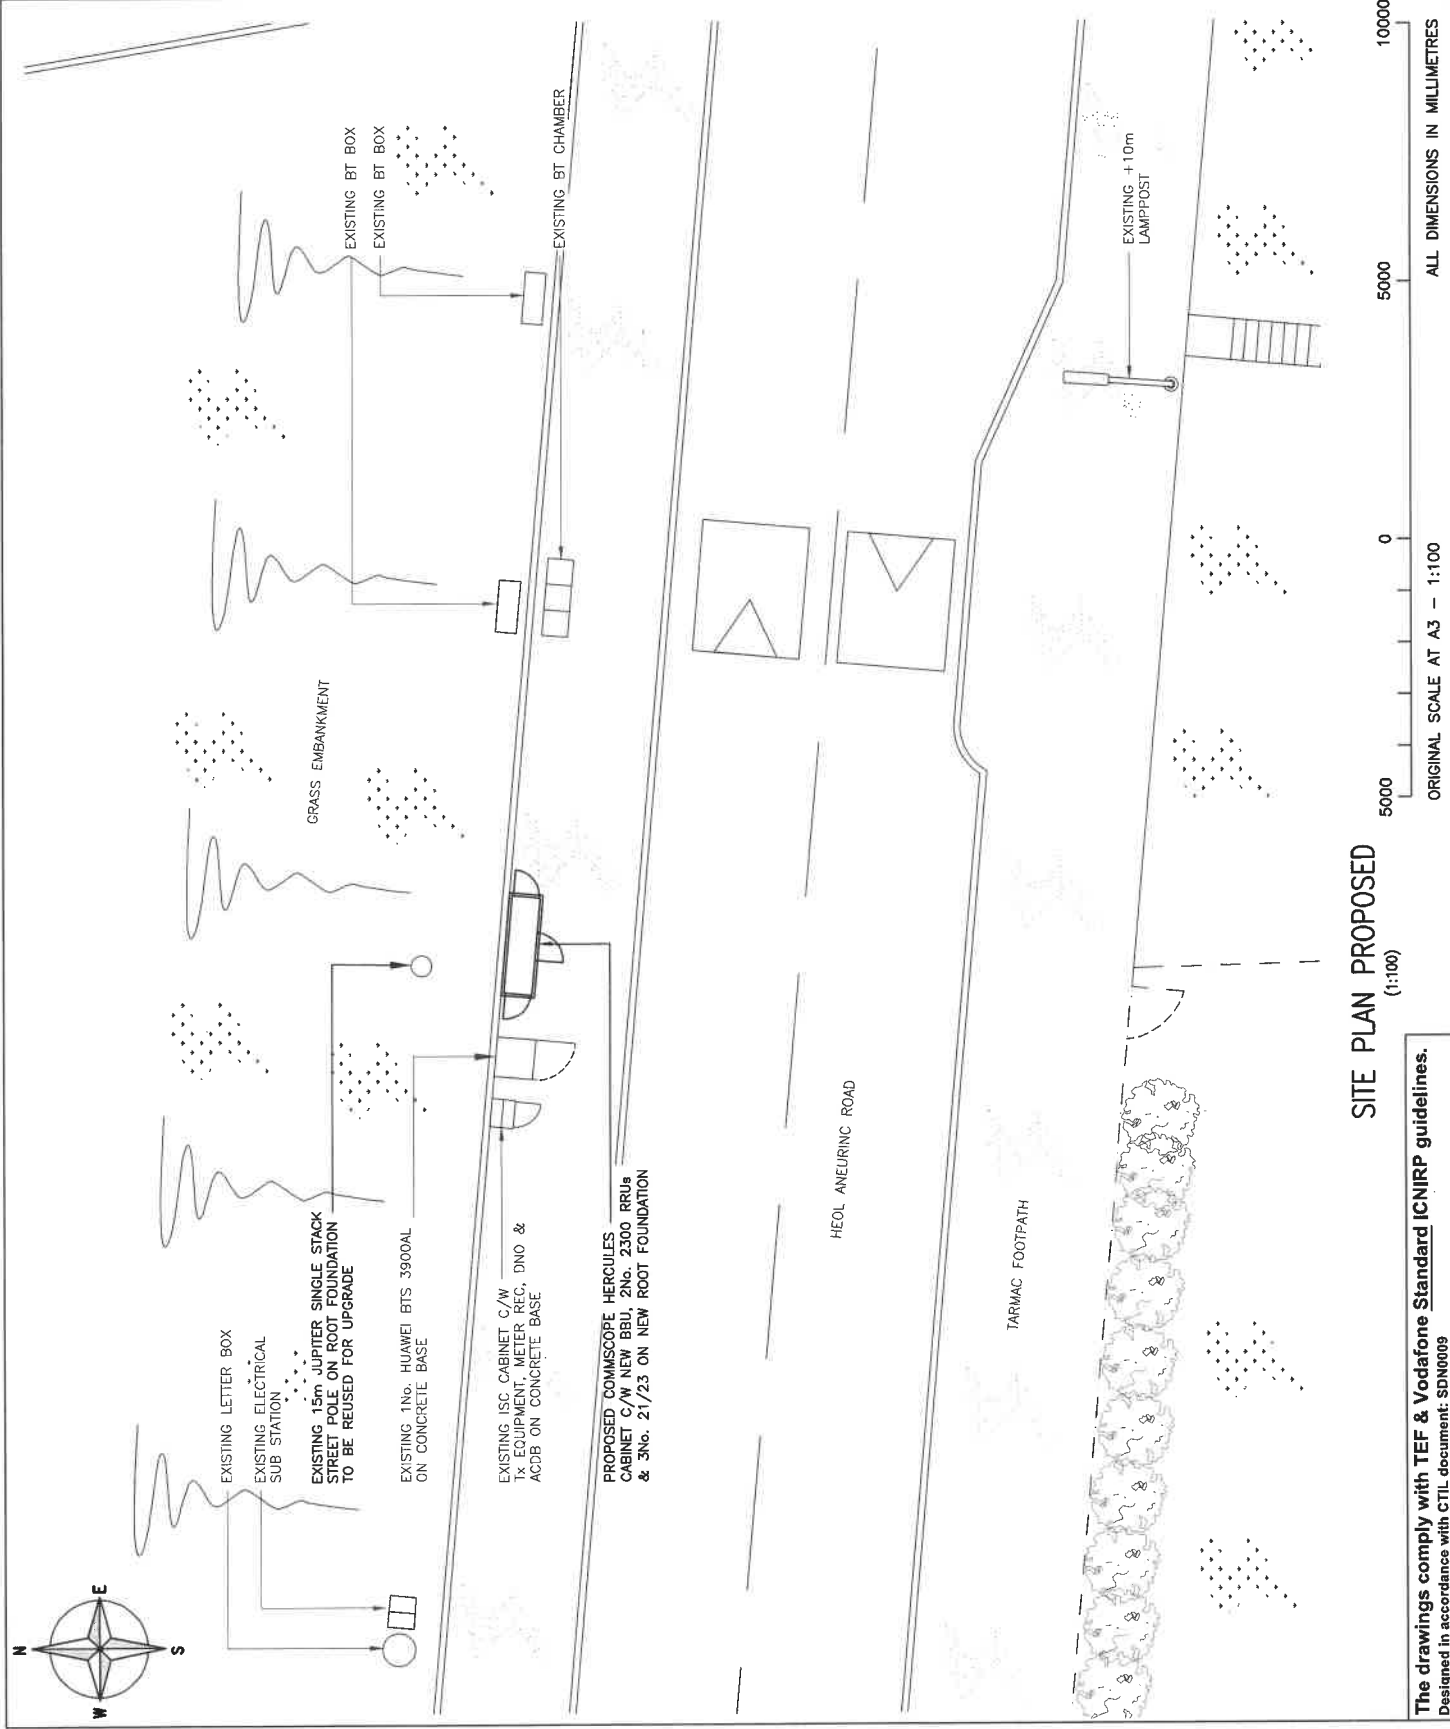 N
E
S
W
EXISTING LETTER BOX
EXISTING ELECTRICAL
SUB STATION
EXISTING 15m JUPITER SINGLE STACK
STREET POLE ON ROOT FOUNDATION
TO BE REUSED FOR UPGRADE
EXISTING 1No. HUAWEI BTS 3900AL
ON CONCRETE BASE
EXISTING ISC CABINET C/W
Tx EQUIPMENT, METER REC, DNO &
ACDB ON CONCRETE BASE
PROPOSED COMMSCOPE HERCULES
CABINET C/W NEW BBU, 2No. 2300 RRUs
& 3No. 21/23 ON NEW ROOT FOUNDATION
GRASS EMBANKMENT
EXISTING BT BOX
EXISTING BT BOX
EXISTING BT CHAMBER
HEOL ANEURINC ROAD
TARMAC FOOTPATH
EXISTING +10m
LAMPPOST
SITE PLAN PROPOSED
(1:100)
5000
0
5000
10000
ORIGINAL SCALE AT A3 - 1:100
ALL DIMENSIONS IN MILLIMETRES
The drawings comply with TEF & Vodafone Standard ICNIRP guidelines.
Designed in accordance with CTIL document: SDN0009